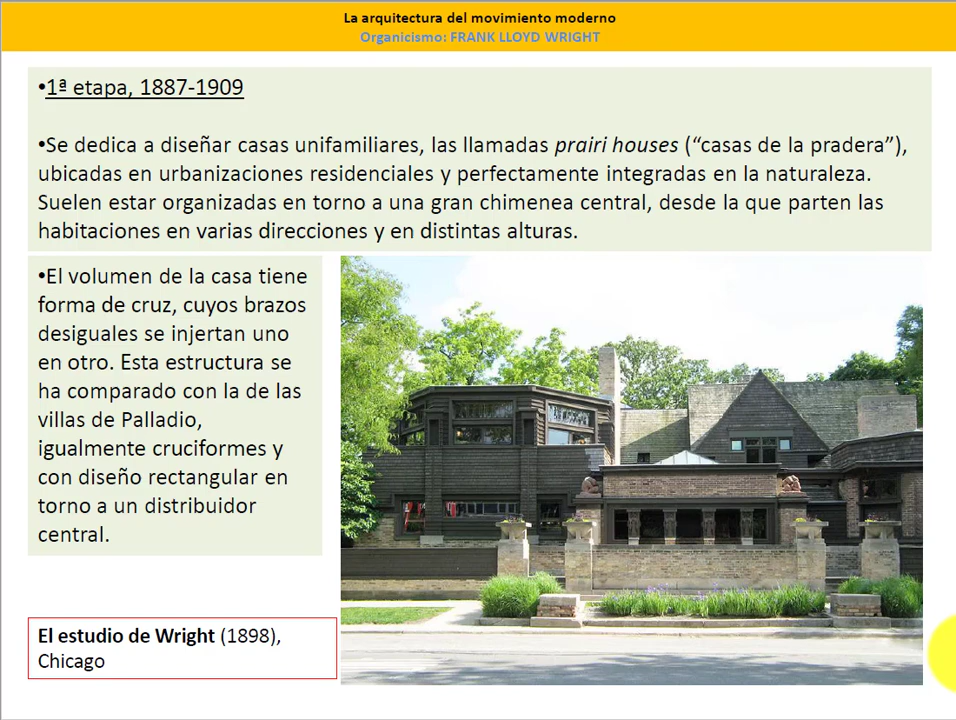 La arquitectura del movimiento moderno
Organicismo: FRANK LLOYD WRIGHT
•1ª etapa, 1887-1909
•Se dedica a diseñar casas unifamiliares, las llamadas prairi houses (“casas de la pradera”),
ubicadas en urbanizaciones residenciales y perfectamente integradas en la naturaleza.
Suelen estar organizadas en torno a una gran chimenea central, desde la que parten las
habitaciones en varias direcciones y en distintas alturas.
•El volumen de la casa tiene
forma de cruz, cuyos brazos
desiguales se injertan uno
en otro. Esta estructura se
ha comparado con la de las
villas de Palladio,
igualmente cruciformes y
con diseño rectangular en
torno a un distribuidor
central.
El estudio de Wright (1898),
Chicago